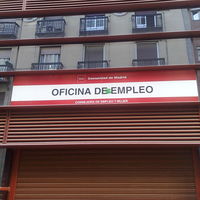 Comunidad de Madrid
OFICINA DE EMPLEO
CONSEJERÍA DE EMPLEO Y MUJER